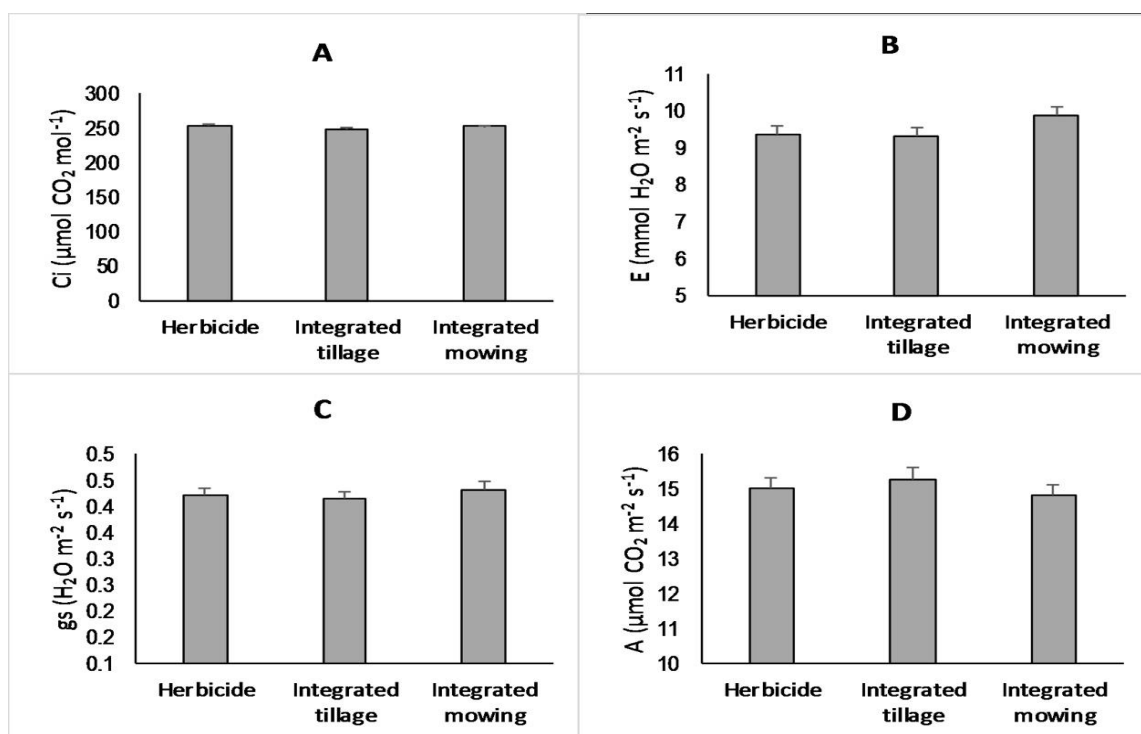 A
Ci (µmol CO₂ mol⁻¹)
300
250
200
150
100
50
0
Herbicide
Integrated
tillage
Integrated
mowing
B
E (mmol H₂O m⁻² s⁻¹)
11
10
9
8
7
6
5
Herbicide
Integrated
tillage
Integrated
mowing
C
gs (H₂O m⁻² s⁻¹)
0.5
0.5
0.4
0.4
0.3
0.3
0.2
0.2
0.1
Herbicide
Integrated
tillage
Integrated
mowing
D
A (µmol CO₂ m⁻² s⁻¹)
16
15
14
13
12
11
10
Herbicide
Integrated
tillage
Integrated
mowing